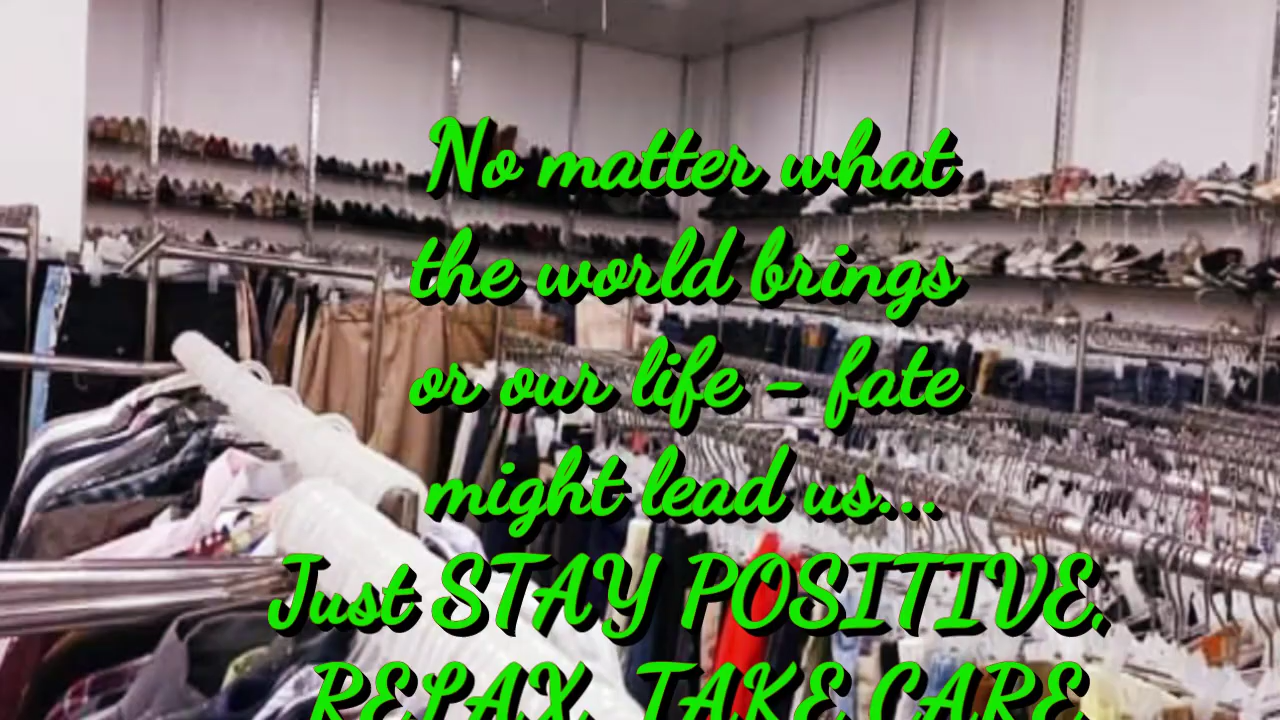 No matter what
the world brings
or our life - fate
might lead us...
Just STAY POSITIVE.
RELAX. TAKE CARE